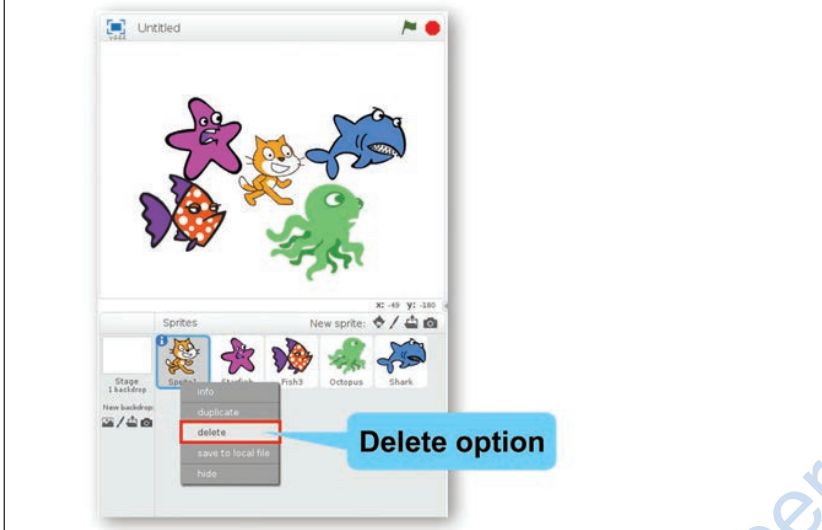 Untitled
x: -49 y: -180
Sprites
New sprite:
Fish3
Octopus
Shark
Stage
1 backdrop
New backdrop:
info
duplicate
delete
save to local file
hide
Delete option